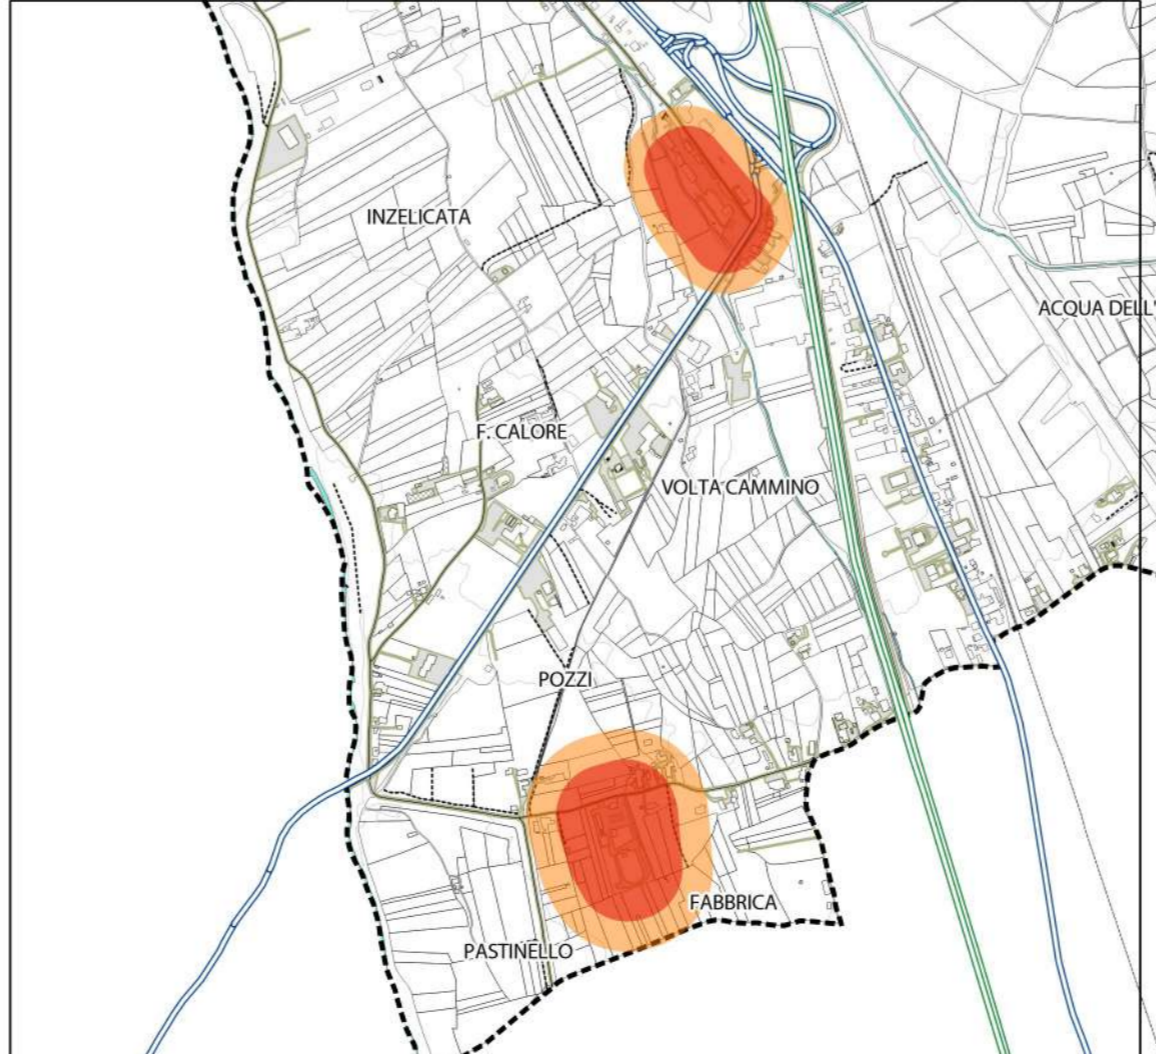 INZELICATA
ACQUA DELL'
F. CALORE
VOLTA CAMMINO
POZZI
FABBRICA
PASTINELLO